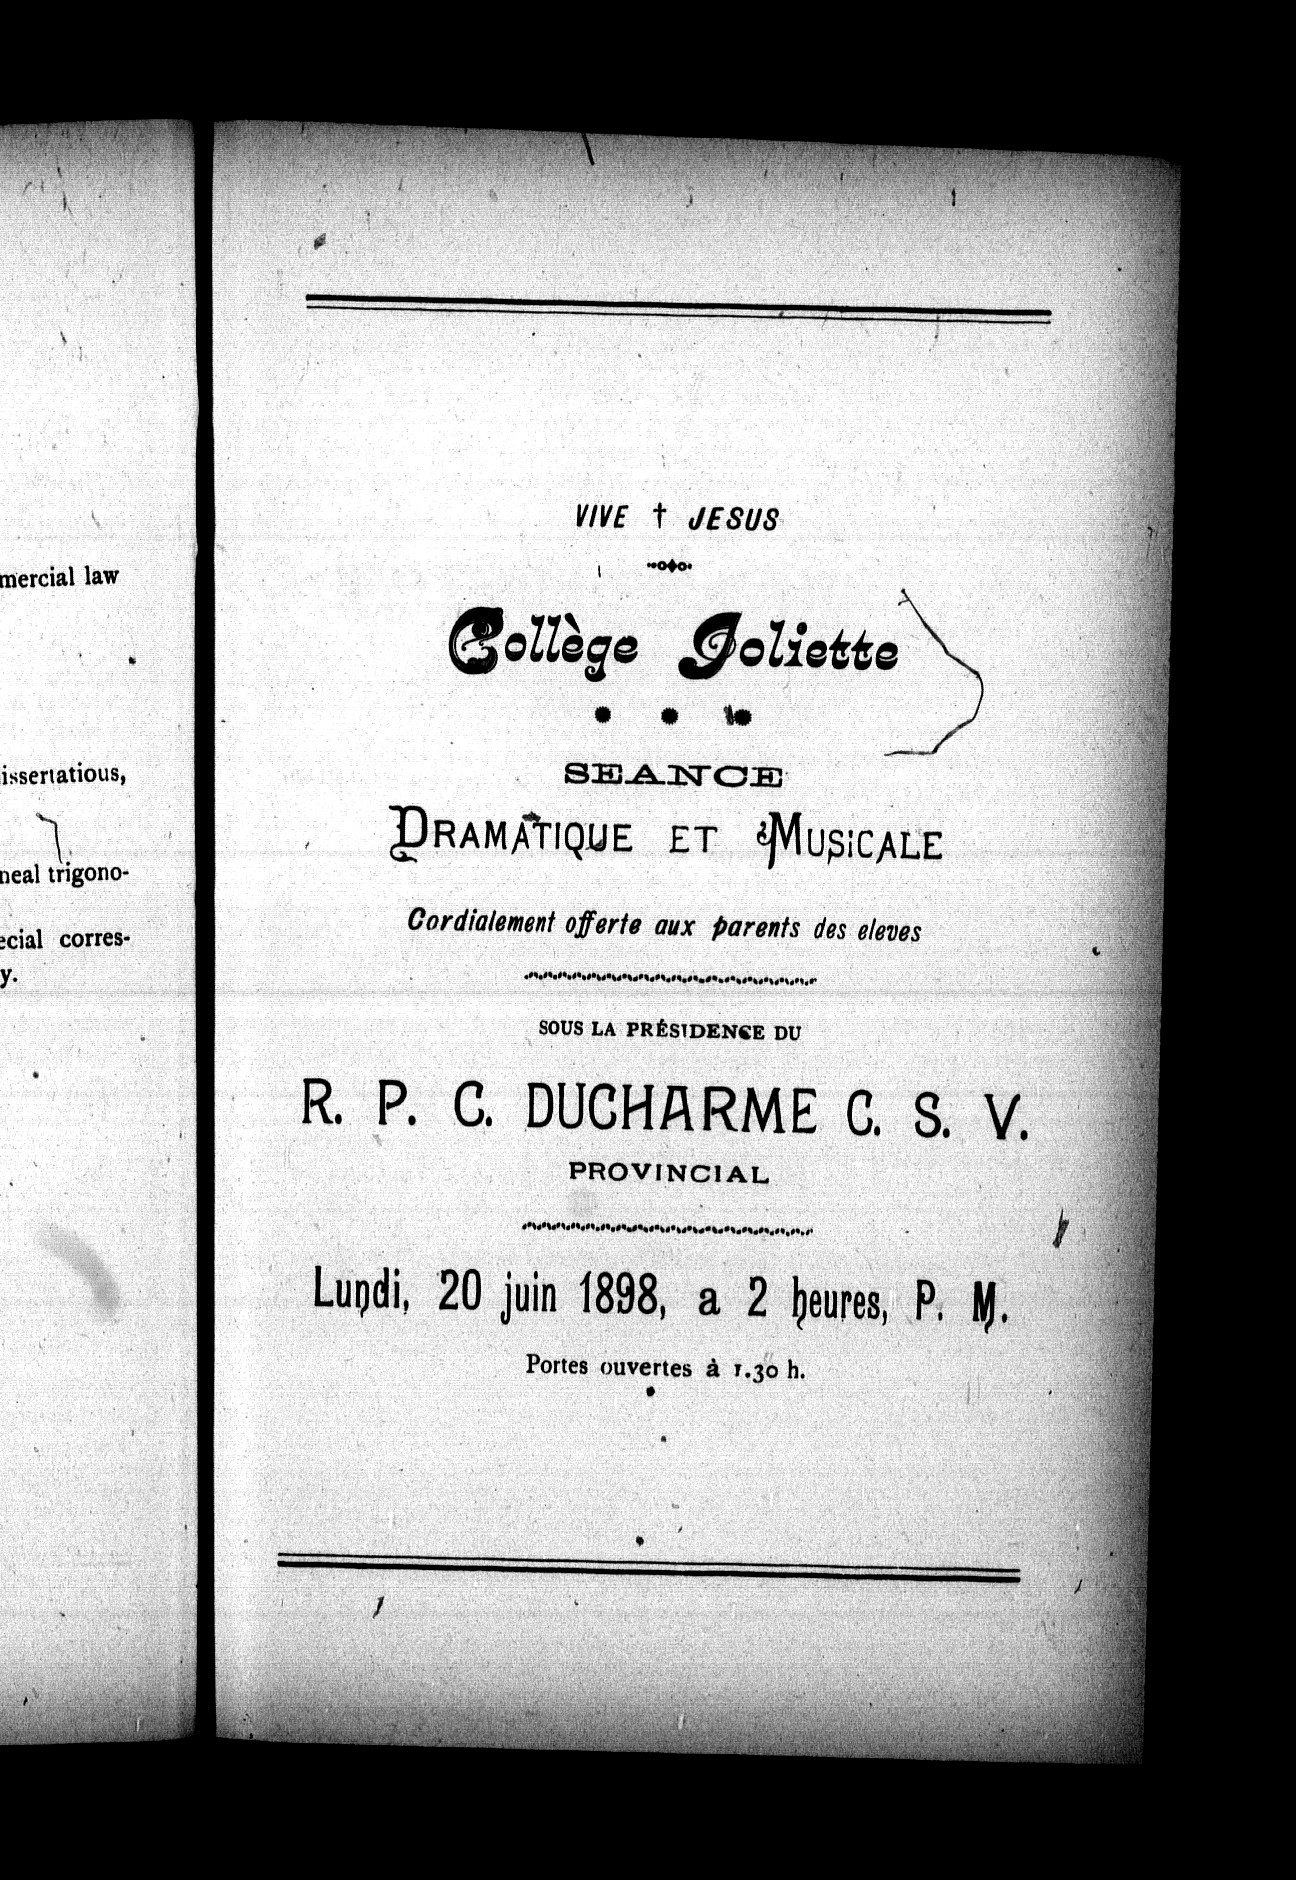 mercial law
issertatious,
neal trigono-
ecial corres-
y.
VIVE † JESUS
Collège Joliette
SEANCE
DRAMATIQUE ET MUSICALE
Cordialement offerte aux parents des eleves
SOUS LA PRÉSIDENCE DU
R. P. C. DUCHARME C. S. V.
PROVINCIAL
Lundi, 20 juin 1898, a 2 heures, P. M.
Portes ouvertes à 1.30 h.